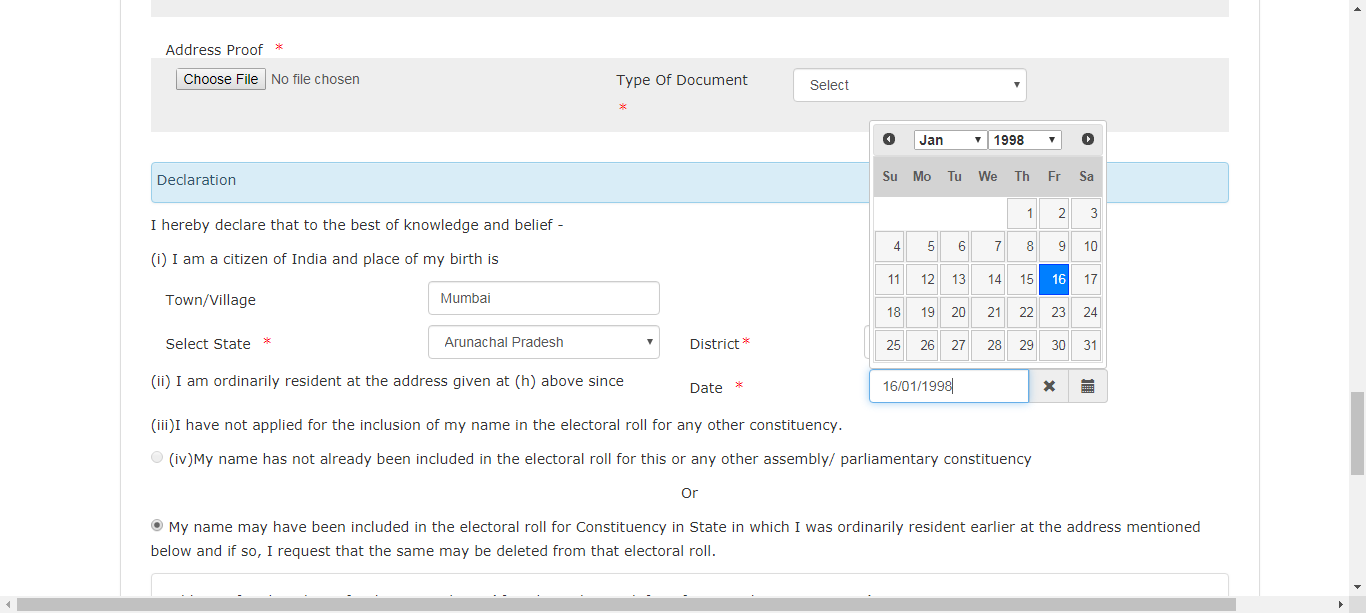 Address Proof *
Choose File No file chosen
Type Of Document
*
Select
Jan 1998
Su Mo Tu We Th Fr Sa
1 2 3
4 5 6 7 8 9 10
11 12 13 14 15 16 17
18 19 20 21 22 23 24
25 26 27 28 29 30 31
Declaration
I hereby declare that to the best of knowledge and belief -
(i) I am a citizen of India and place of my birth is
Town/Village Mumbai
Select State * Arunachal Pradesh District*
(ii) I am ordinarily resident at the address given at (h) above since Date * 16/01/1998
(iii)I have not applied for the inclusion of my name in the electoral roll for any other constituency.
(iv)My name has not already been included in the electoral roll for this or any other assembly/ parliamentary constituency
Or
My name may have been included in the electoral roll for Constituency in State in which I was ordinarily resident earlier at the address mentioned
below and if so, I request that the same may be deleted from that electoral roll.